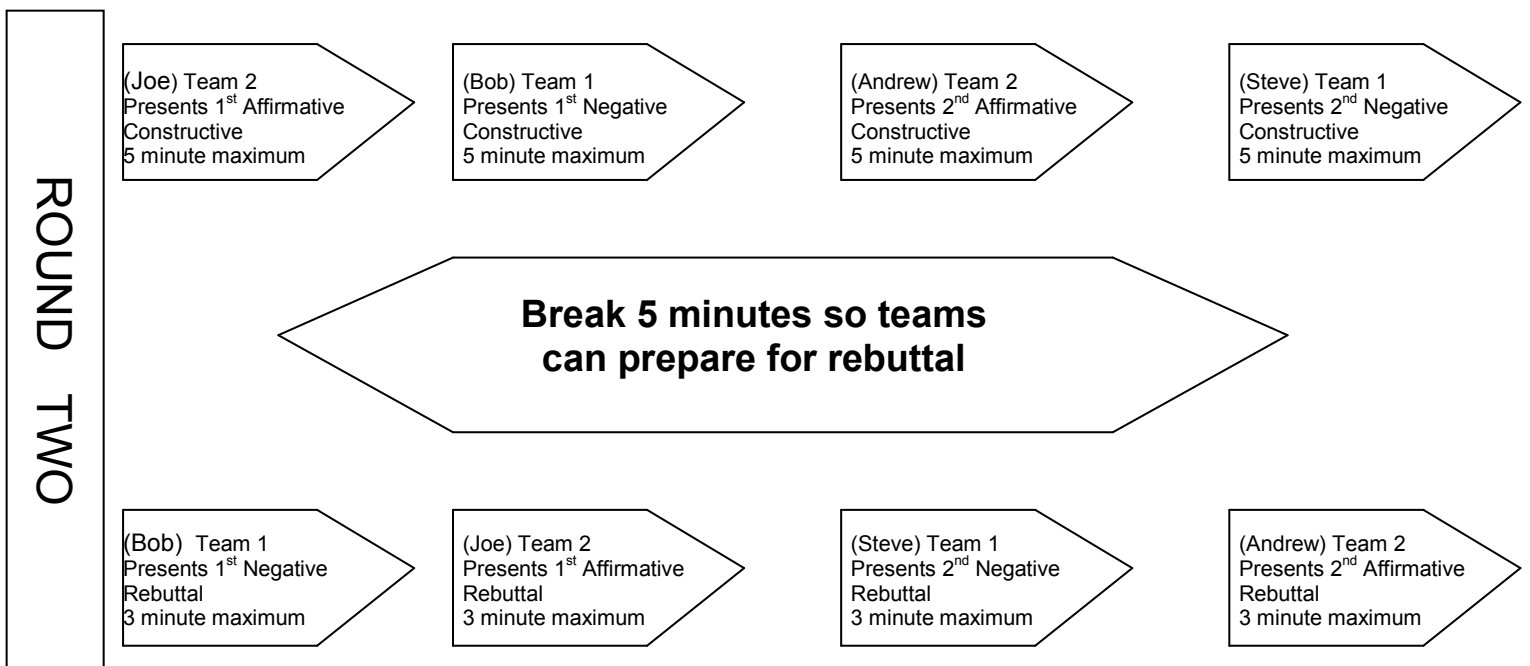 ROUND TWO
(Joe) Team 2
Presents 1st Affirmative
Constructive
5 minute maximum
(Bob) Team 1
Presents 1st Negative
Constructive
5 minute maximum
(Andrew) Team 2
Presents 2nd Affirmative
Constructive
5 minute maximum
(Steve) Team 1
Presents 2nd Negative
Constructive
5 minute maximum
Break 5 minutes so teams
can prepare for rebuttal
(Bob) Team 1
Presents 1st Negative
Rebuttal
3 minute maximum
(Joe) Team 2
Presents 1st Affirmative
Rebuttal
3 minute maximum
(Steve) Team 1
Presents 2nd Negative
Rebuttal
3 minute maximum
(Andrew) Team 2
Presents 2nd Affirmative
Rebuttal
3 minute maximum